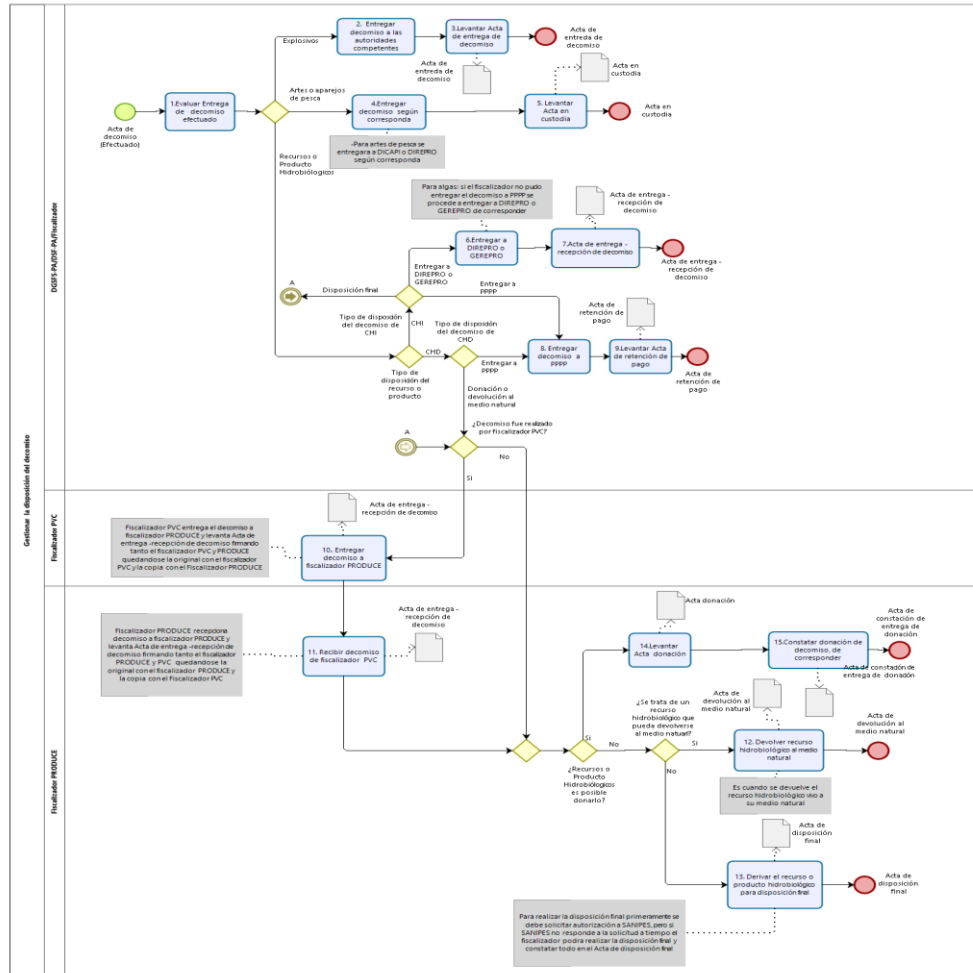 Gestionar la disposición del decomiso
DGSFS-PA/DSF-PA/Fiscalizador
Acta de
decomiso
(Efectuado)
1.Evaluar Entrega
de decomiso
efectuado
Explosivos
2. Entregar
decomiso a las
autoridades
competentes
3.Levantar Acta
de entrega de
decomiso
Acta de
entreda de
decomiso
Acta de
entreda de
decomiso
Artes o aparejos
de pesca
4.Entregar
decomiso según
corresponda
-Para artes de pesca se
entregara a DICAPI o DIREPRO
según corresponda
5. Levantar
Acta en
custodia
Acta en
custodia
Acta en
custodia
Recursos o
Producto
Hidrobiólogicos
Para algas: si el fiscalizador no pudo
entregar el decomiso a PPPP se
procede a entregar a DIREPRO o
GEREPRO de corresponder
6.Entregar a
DIREPRO o
GEREPRO
Acta de entrega -
recepción de
decomiso
7.Acta de entrega -
recepción de decomiso
Acta de entrega -
recepción de
decomiso
Entregar a
DIREPRO o
GEREPRO
A
Disposición final
Entregar a
PPPP
Tipo de disposición
del decomiso de
CHI
CHI
Tipo de disposición
del decomiso de
CHD
CHD
Tipo de
disposición del
recurso o
producto
Entregar a
PPPP
8. Entregar
decomiso a
PPPP
Acta de
retención de
pago
9.Levantar Acta
de retención de
pago
Acta de
retención de
pago
Donación o
devolución al
medio natural
¿Decomiso fue realizado
por fiscalizador PVC?
A
No
Si
Fiscalizador PVC
Fiscalizador PVC entrega el decomiso a
fiscalizador PRODUCE y levanta Acta de
entrega -recepción de decomiso firmando
tanto el fiscalizador PVC y PRODUCE
quedandose la original con el fiscalizador
PVC y la copia con el Fiscalizador PRODUCE
Acta de entrega -
recepción de decomiso
10. Entregar
decomiso a
fiscalizador PRODUCE
Fiscalizador PRODUCE
Fiscalizador PRODUCE recepciona
decomiso a fiscalizador PRODUCE y
levanta Acta de entrega -recepción de
decomiso firmando tanto el fiscalizador
PRODUCE y PVC quedandose la
original con el fiscalizador PRODUCE y
la copia con el Fiscalizador PVC
11. Recibir decomiso
de fiscalizador PVC
Acta de entrega -
recepción de
decomiso
¿Recursos o
Producto
Hidrobiólogicos
es posible
donarlo?
Si
No
Acta donación
14.Levantar
Acta donación
15.Constatar donación de
decomiso, de
corresponder
Acta de
constación de
entrega de
donación
Acta de constación de
entrega de donación
¿Se trata de un
recurso
hidrobiológico que
pueda devolverse
al medio natural?
Si
No
Acta de
devolución al
medio natural
12. Devolver recurso
hidrobiológico al medio
natural
Acta de
devolución al
medio natural
Es cuando se devuelve el
recurso hidrobiológico vivo a
su medio natural
Acta de
disposición
final
13. Derivar el recurso o
producto hidrobiológico
para disposición final
Acta de
disposición
final
Para realizar la disposición final primeramente se
debe solicitar autorización a SANIPES, pero si
SANIPES no responde a la solicitud a tiempo el
fiscalizador podra realizar la disposición final y
constatar todo en el Acta de disposición final